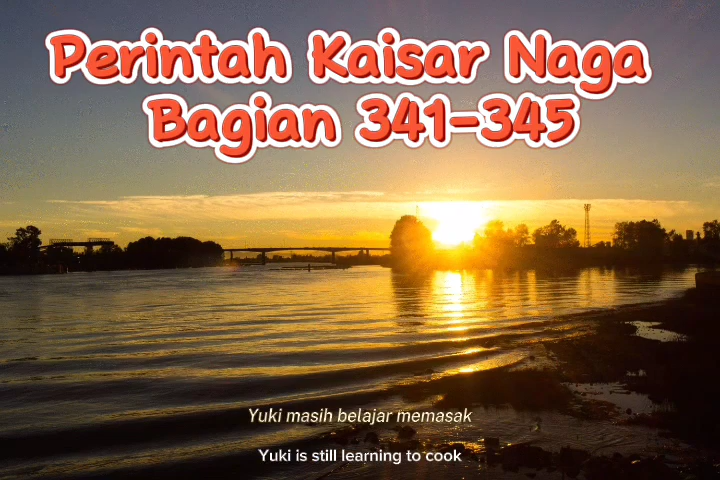 Perintah Kaisar Naga
Bagian 341-345
Yuki masih belajar memasak
Yuki is still learning to cook